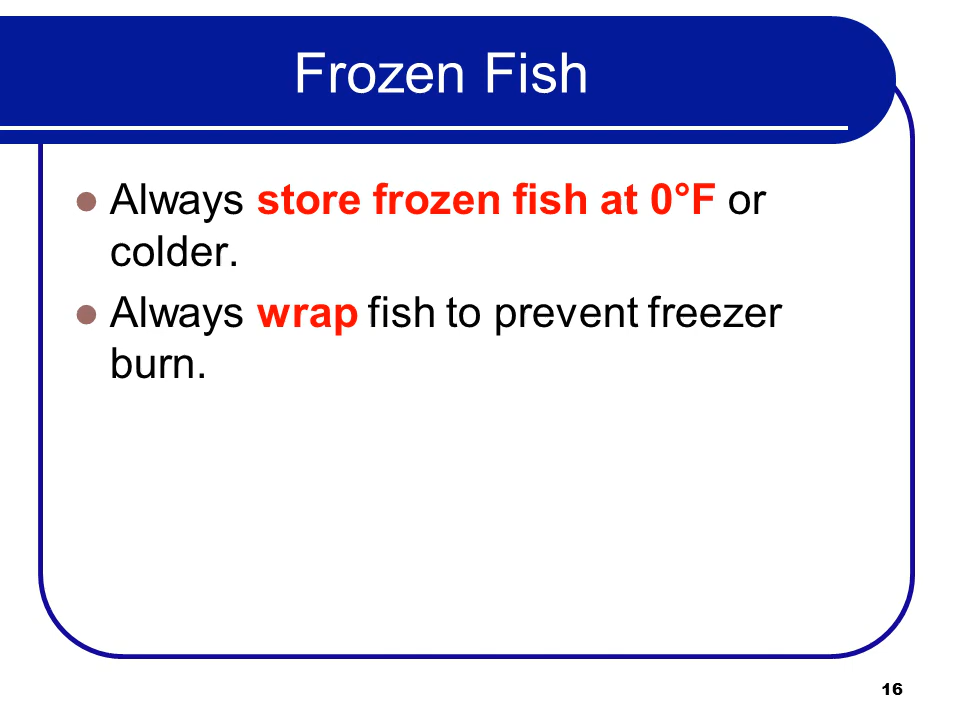 Frozen Fish
Always store frozen fish at 0°F or
colder.
Always wrap fish to prevent freezer
burn.
16